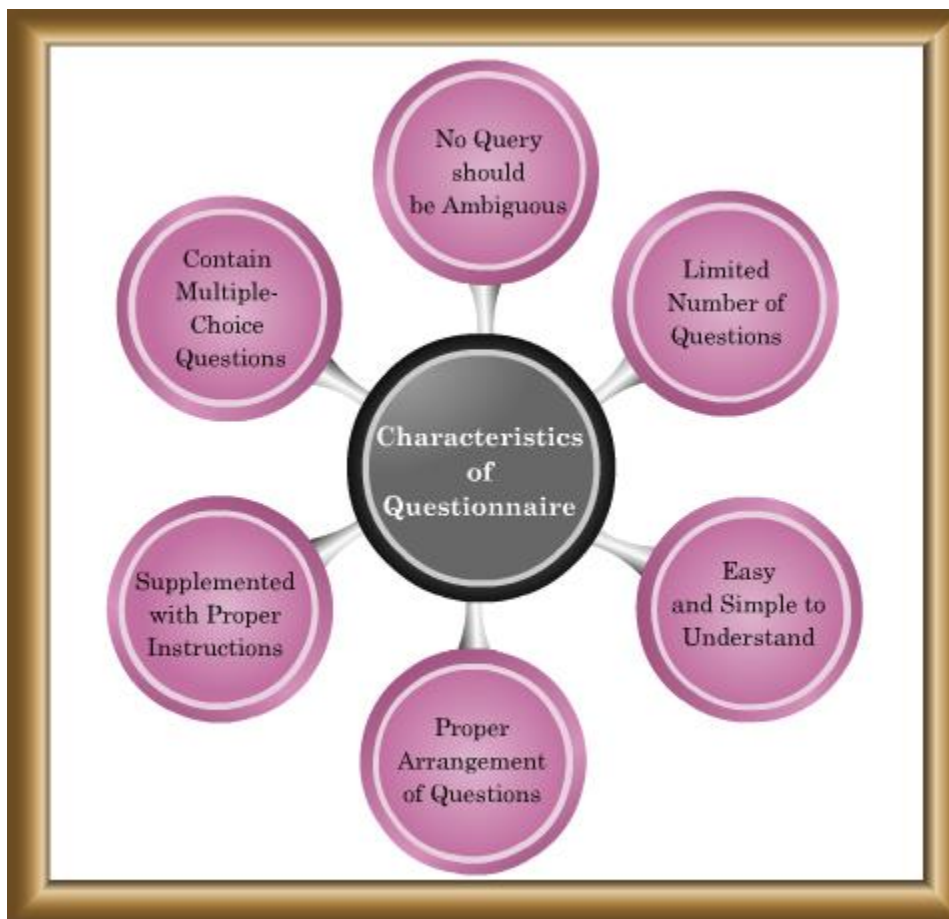 No Query
should
be Ambiguous
Limited
Number of
Questions
Easy
and Simple to
Understand
Proper
Arrangement
of Questions
Supplemented
with Proper
Instructions
Contain
Multiple-
Choice
Questions
Characteristics
of
Questionnaire